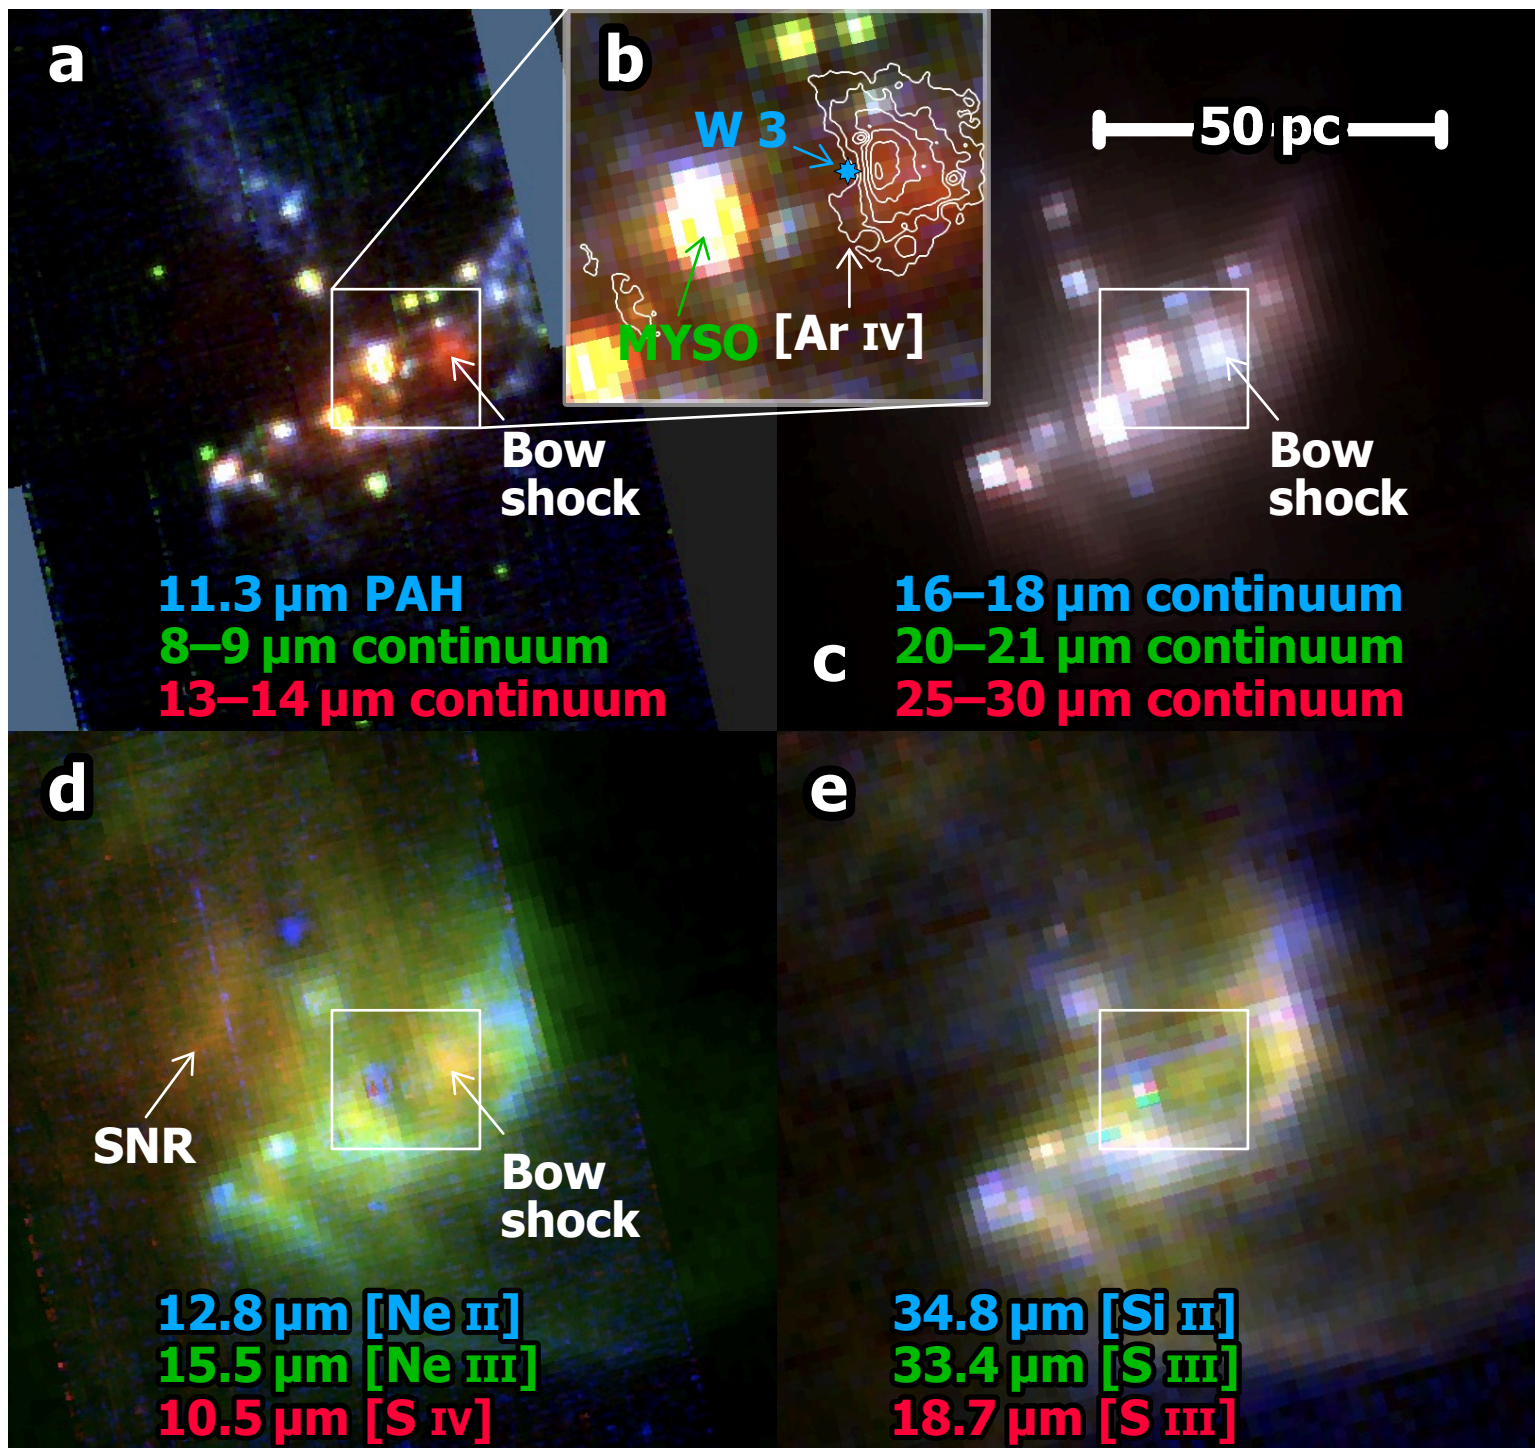 a
11.3 μm PAH
8–9 μm continuum
13–14 μm continuum
Bow
shock
b
W 3
MYSO
[Ar IV]
50 pc
Bow
shock
c
16–18 μm continuum
20–21 μm continuum
25–30 μm continuum
d
SNR
Bow
shock
12.8 μm [Ne II]
15.5 μm [Ne III]
10.5 μm [S IV]
e
34.8 μm [Si II]
33.4 μm [S III]
18.7 μm [S III]